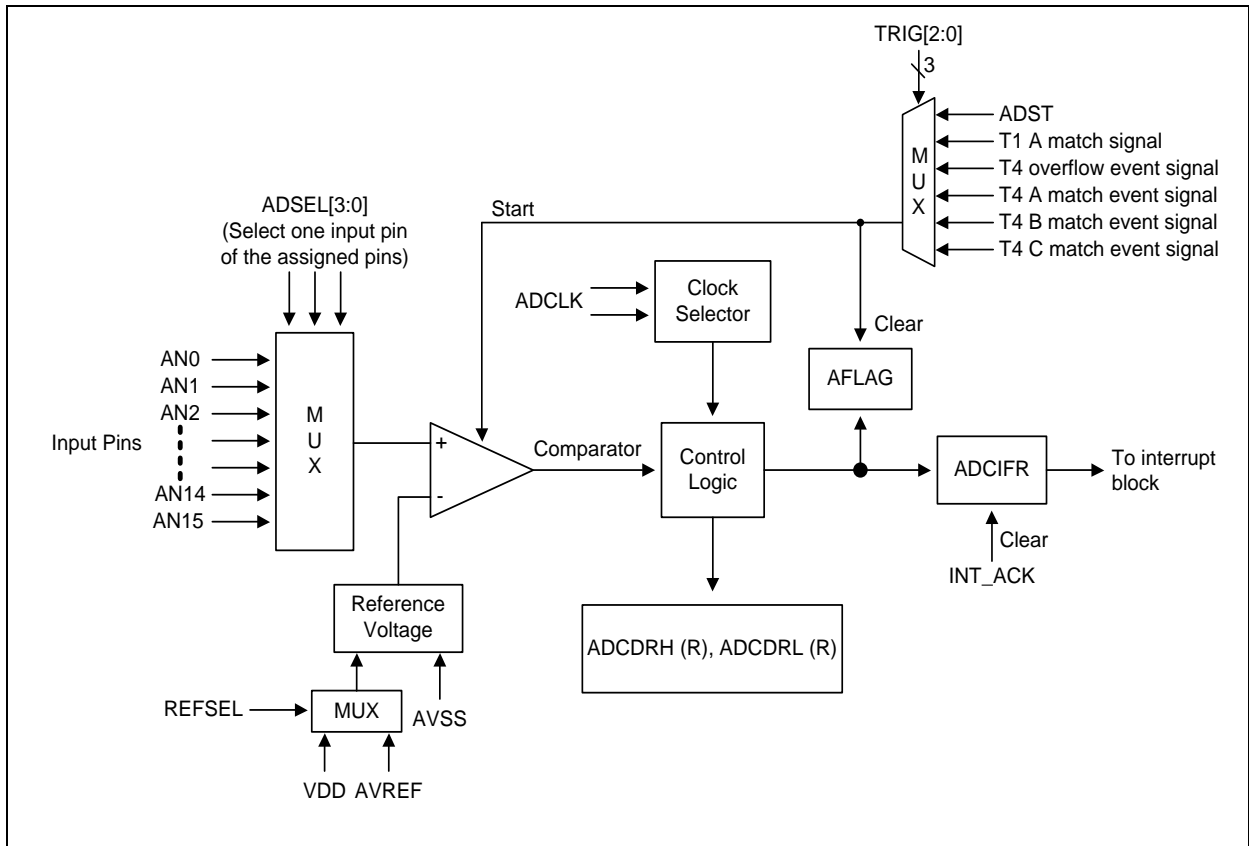 TRIG[2:0]
3
ADST
T1 A match signal
T4 overflow event signal
T4 A match event signal
T4 B match event signal
T4 C match event signal
M
U
X
Start
ADSEL[3:0]
(Select one input pin
of the assigned pins)
ADCLK
Clock
Selector
Clear
AFLAG
Input Pins
AN0
AN1
AN2
AN14
AN15
M
U
X
+
-
Comparator
Control
Logic
ADCIFR
To interrupt
block
Clear
INT_ACK
Reference
Voltage
ADCDRH (R), ADCDRL (R)
REFSEL
MUX
AVSS
VDD AVREF